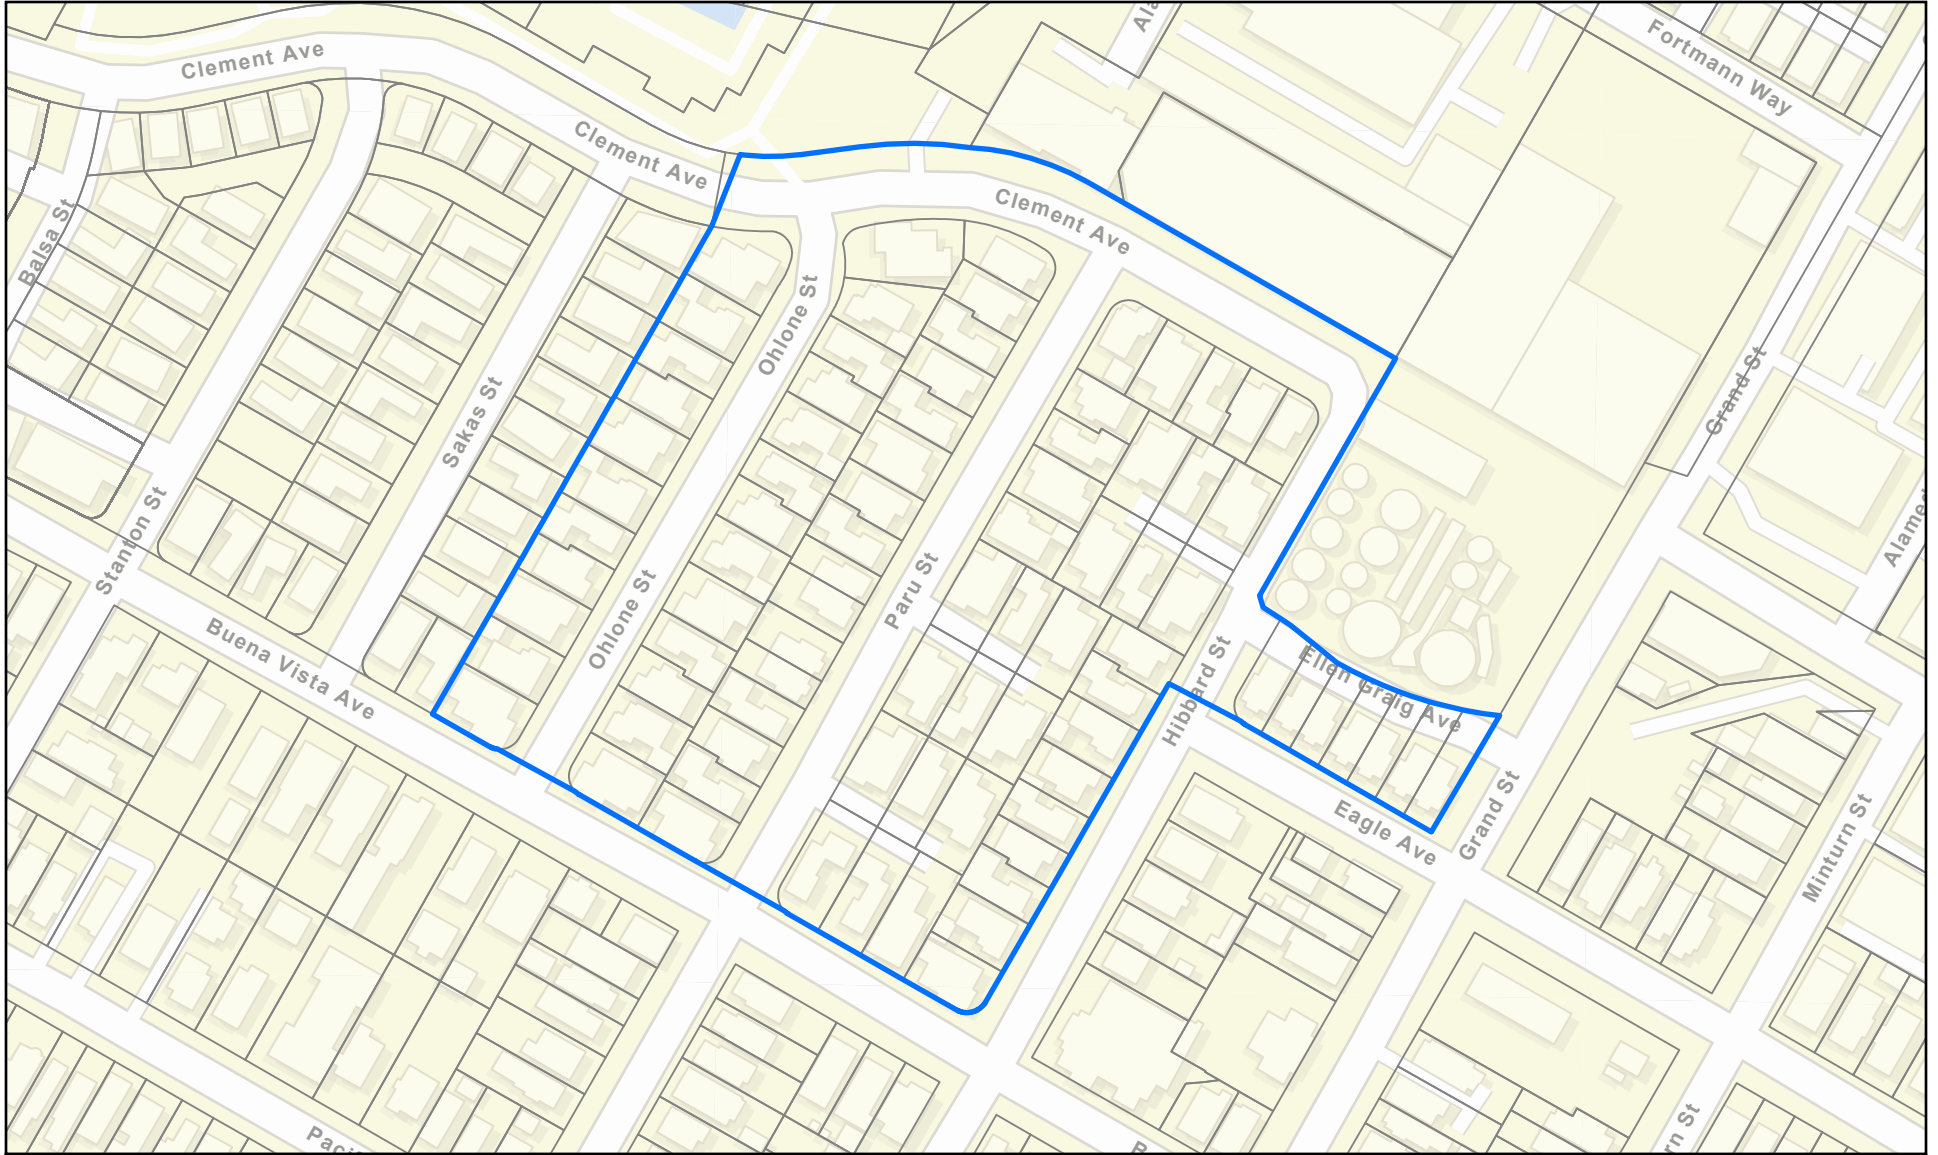 Clement Ave
Fortmann Way
Clement Ave
Clement Ave
Balsa St
Ohlone St
Sakas St
Grand St
Stanton St
Paru St
Ohlone St
Buena Vista Ave
Hibbard St
Ellen Graig Ave
Eagle Ave
Grand St
Minturn St